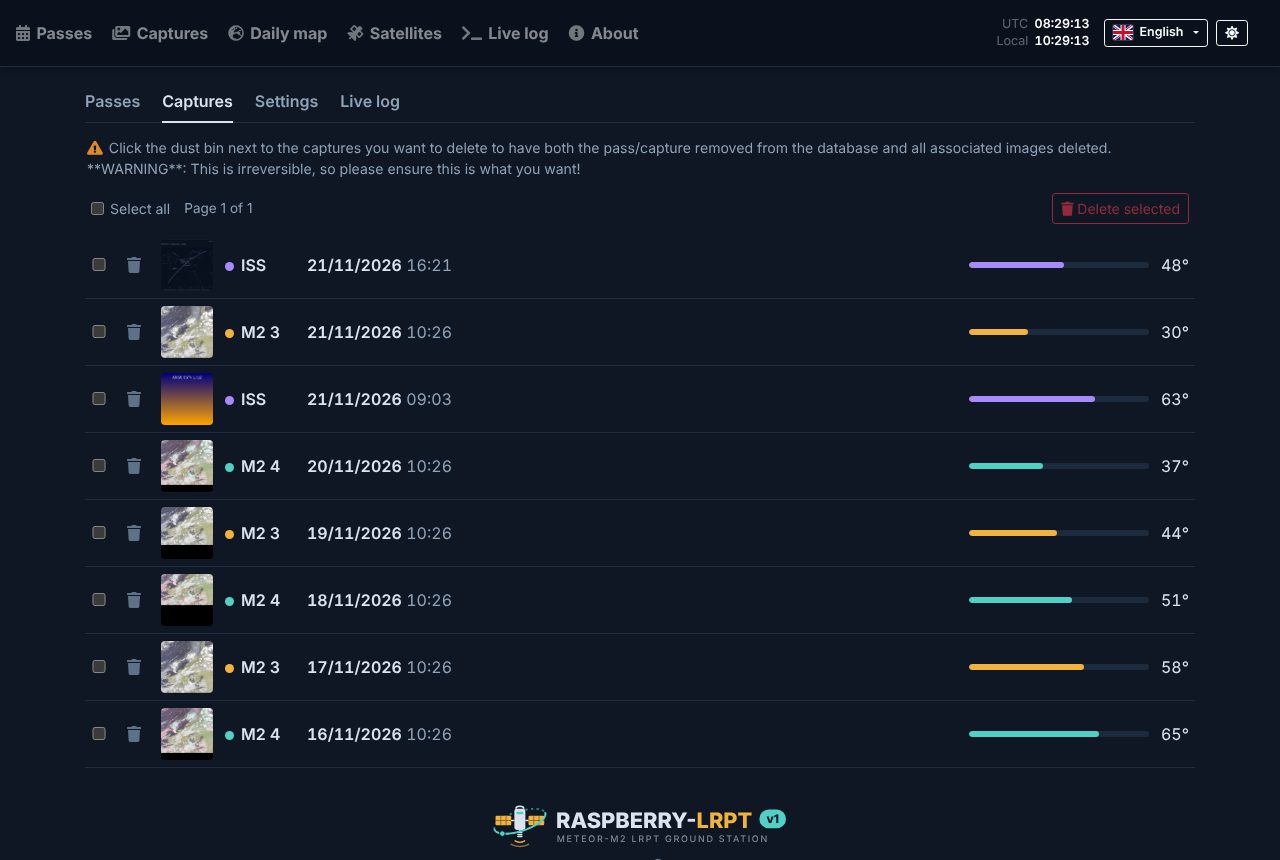 Passes Captures Daily map Satellites Live log About UTC 08:29:13 English
Local 10:29:13
Passes Captures Settings Live log
Click the dust bin next to the captures you want to delete to have both the pass/capture removed from the database and all associated images deleted.
**WARNING**: This is irreversible, so please ensure this is what you want!
Select all Page 1 of 1 Delete selected
ISS 21/11/2026 16:21 48°
M2 3 21/11/2026 10:26 30°
ISS 21/11/2026 09:03 63°
M2 4 20/11/2026 10:26 37°
M2 3 19/11/2026 10:26 44°
M2 4 18/11/2026 10:26 51°
M2 3 17/11/2026 10:26 58°
M2 4 16/11/2026 10:26 65°
RASPBERRY-LRPT v1
METEOR-M2 LRPT GROUND STATION